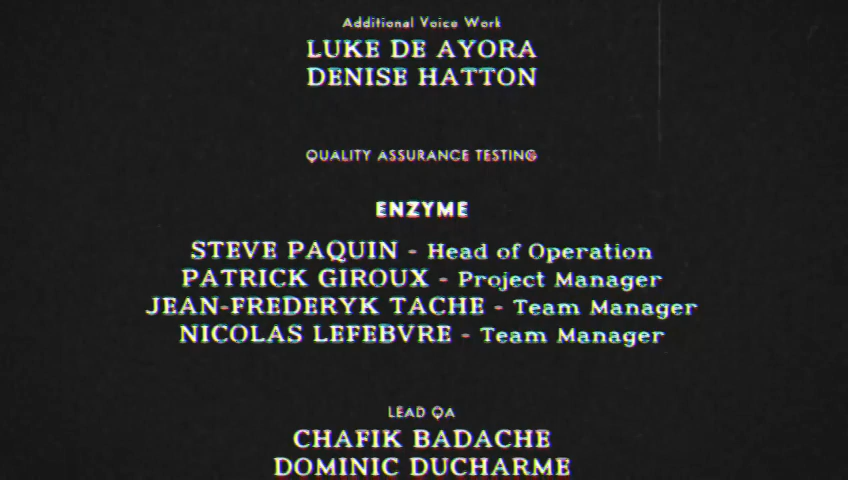 Additional Voice Work
LUKE DE AYORA
DENISE HATTON
QUALITY ASSURANCE TESTING
ENZYME
STEVE PAQUIN - Head of Operation
PATRICK GIROUX - Project Manager
JEAN-FREDERYK TACHE - Team Manager
NICOLAS LEFEBVRE - Team Manager
LEAD QA
CHAFIK BADACHE
DOMINIC DUCHARME